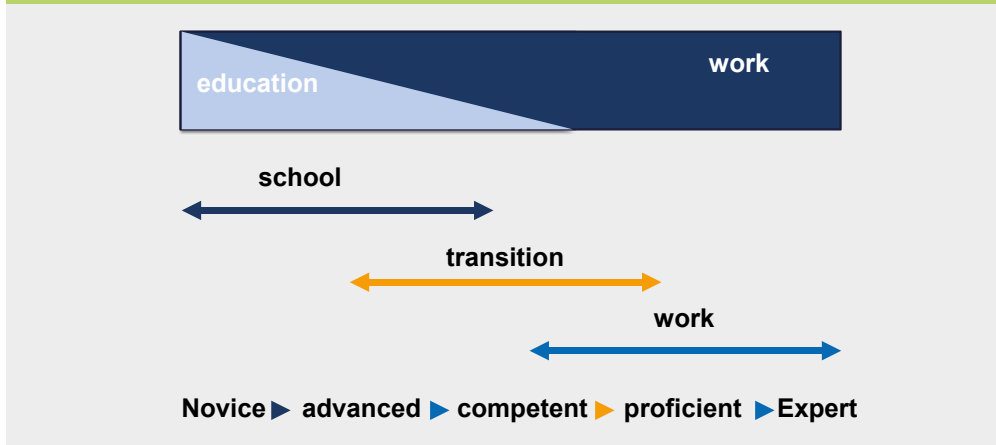 work
education
school
transition
work
Novice ▶ advanced ▶ competent ▶ proficient ▶ Expert